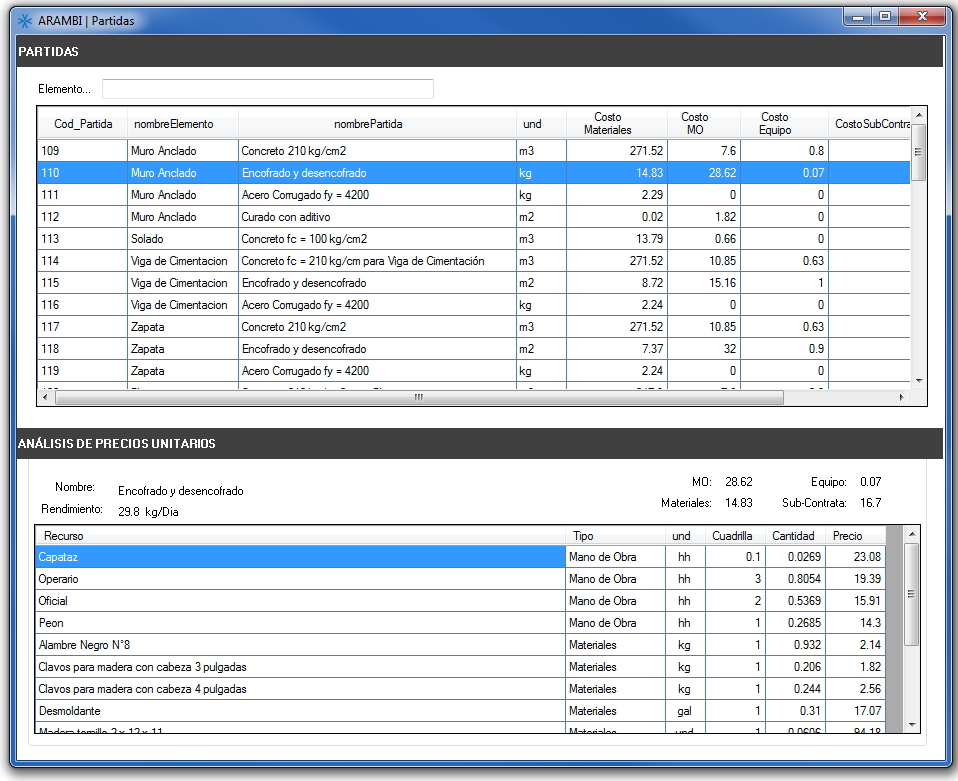 ARAMBI | Partidas
PARTIDAS
Elemento...
Cod_Partida nombreElemento nombrePartida und Costo Materiales Costo MO Costo Equipo CostoSubContra
109 Muro Anclado Concreto 210 kg/cm2 m3 271.52 7.6 0.8
110 Muro Anclado Encofrado y desencofrado kg 14.83 28.62 0.07
111 Muro Anclado Acero Corrugado fy = 4200 kg 2.29 0 0
112 Muro Anclado Curado con aditivo m2 0.02 1.82 0
113 Solado Concreto fc = 100 kg/cm2 m3 13.79 0.66 0
114 Viga de Cimentacion Concreto fc = 210 kg/cm para Viga de Cimentación m3 271.52 10.85 0.63
115 Viga de Cimentacion Encofrado y desencofrado m2 8.72 15.16 1
116 Viga de Cimentacion Acero Corrugado fy = 4200 kg 2.24 0 0
117 Zapata Concreto 210 kg/cm2 m3 271.52 10.85 0.63
118 Zapata Encofrado y desencofrado m2 7.37 32 0.9
119 Zapata Acero Corrugado fy = 4200 kg 2.24 0 0
ANÁLISIS DE PRECIOS UNITARIOS
Nombre: Encofrado y desencofrado MO: 28.62 Equipo: 0.07
Rendimiento: 29.8 kg/Dia Materiales: 14.83 Sub-Contrata: 16.7
Recurso Tipo und Cuadrilla Cantidad Precio
Capataz Mano de Obra hh 0.1 0.0269 23.08
Operario Mano de Obra hh 3 0.8054 19.39
Oficial Mano de Obra hh 2 0.5369 15.91
Peon Mano de Obra hh 1 0.2685 14.3
Alambre Negro N°8 Materiales kg 1 0.932 2.14
Clavos para madera con cabeza 3 pulgadas Materiales kg 1 0.206 1.82
Clavos para madera con cabeza 4 pulgadas Materiales kg 1 0.244 2.56
Desmoldante Materiales gal 1 0.31 17.07
Madera tornillo 2 x 12 x 11 Materiales und 1 0.0606 94.18